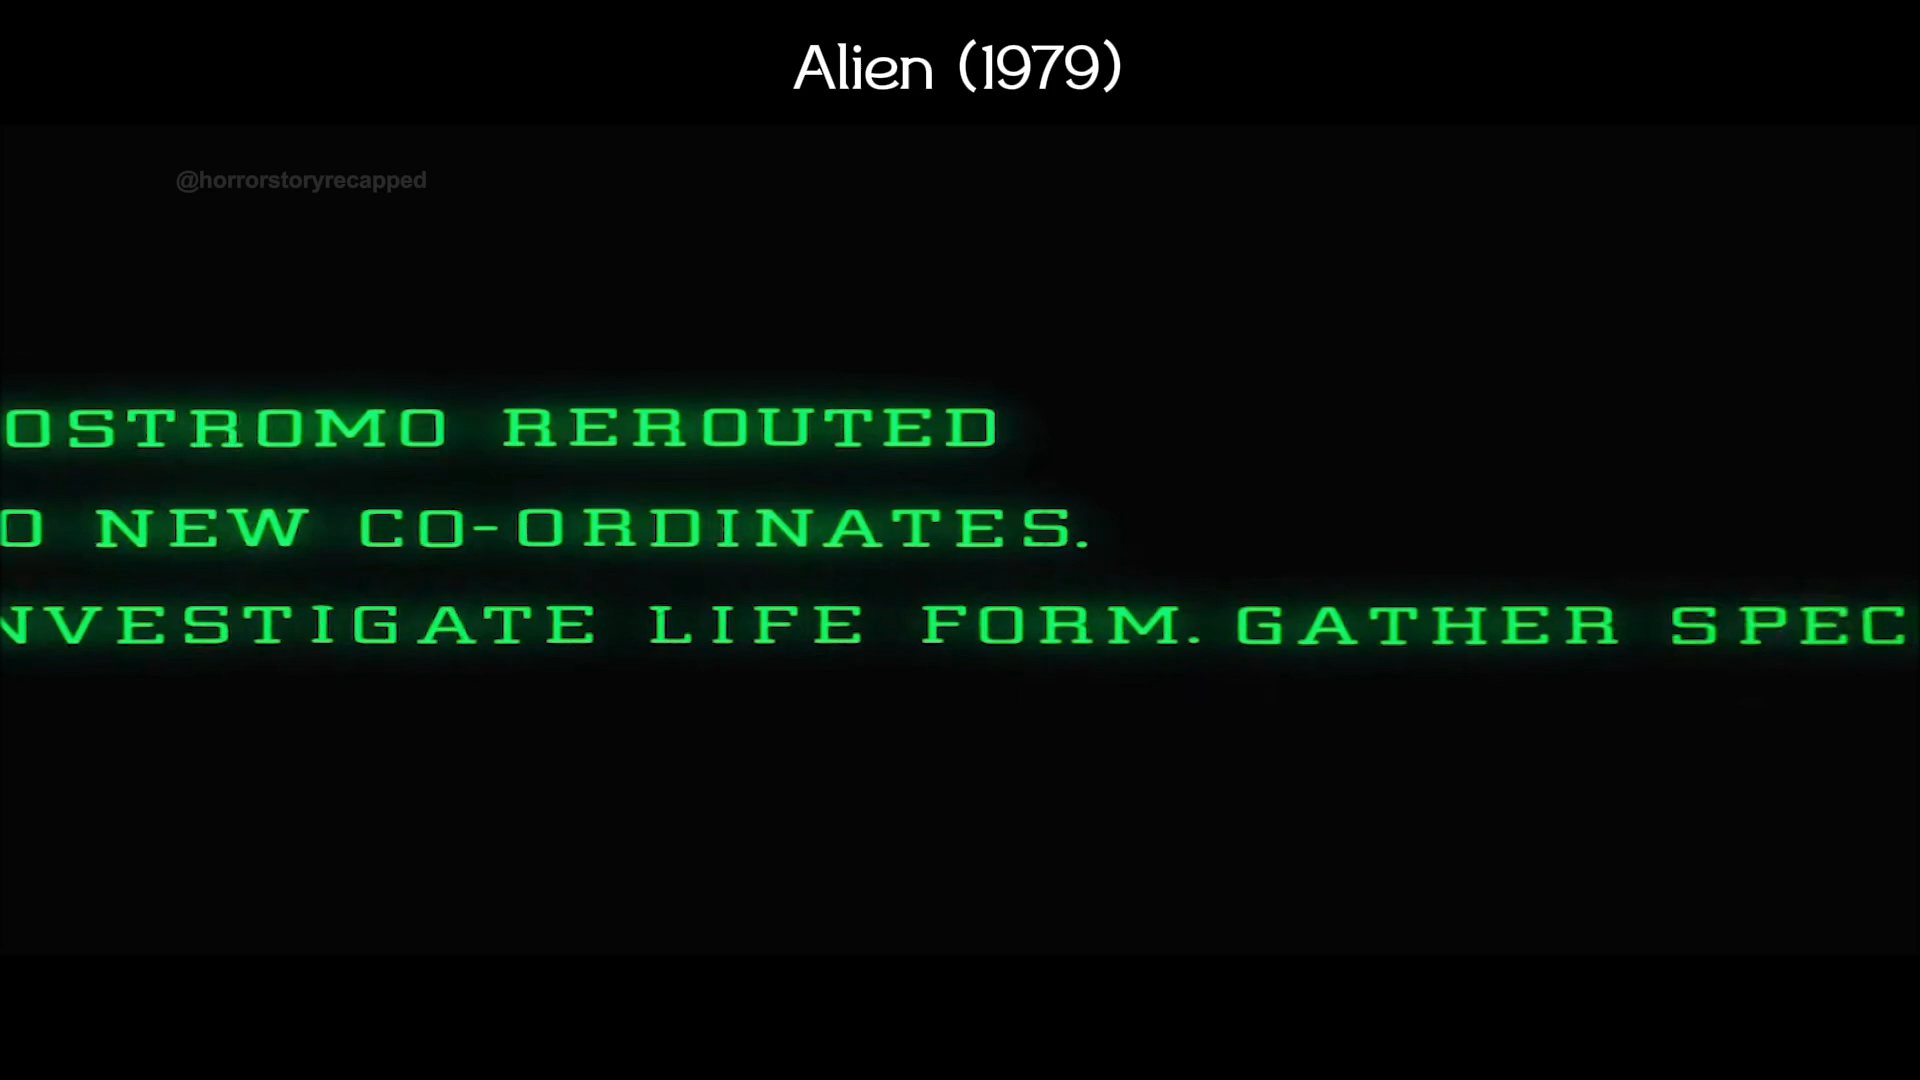 Alien (1979)
@horrorstoryrecapped
OSTROMO REROUTED
O NEW CO-ORDINATES.
NVESTIGATE LIFE FORM. GATHER SPEC